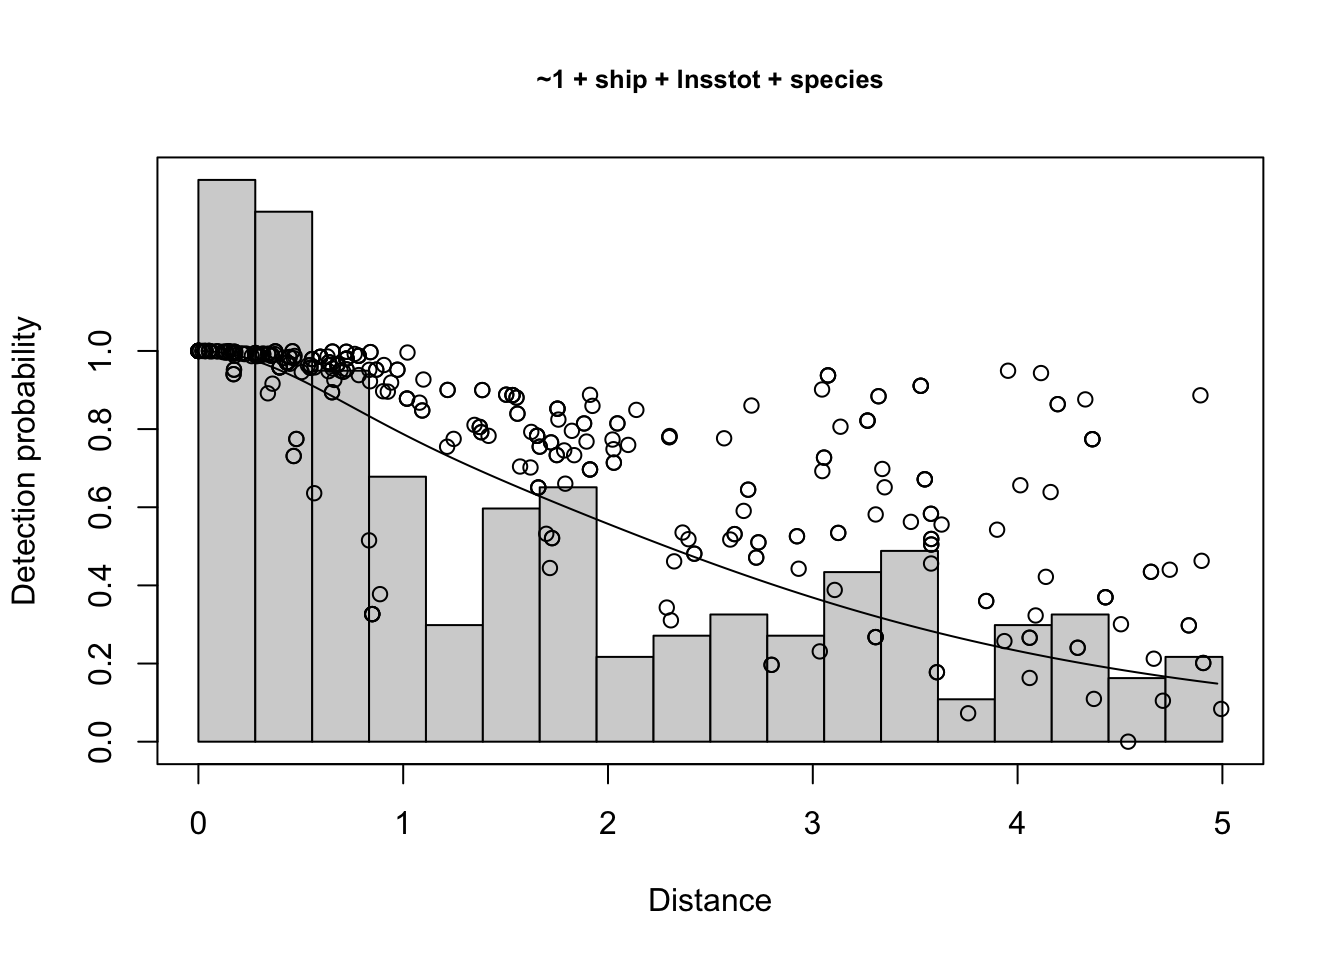 ~1 + ship + lnsstot + species
Detection probability
1.0
0.8
0.6
0.4
0.2
0.0
0 1 2 3 4 5
Distance